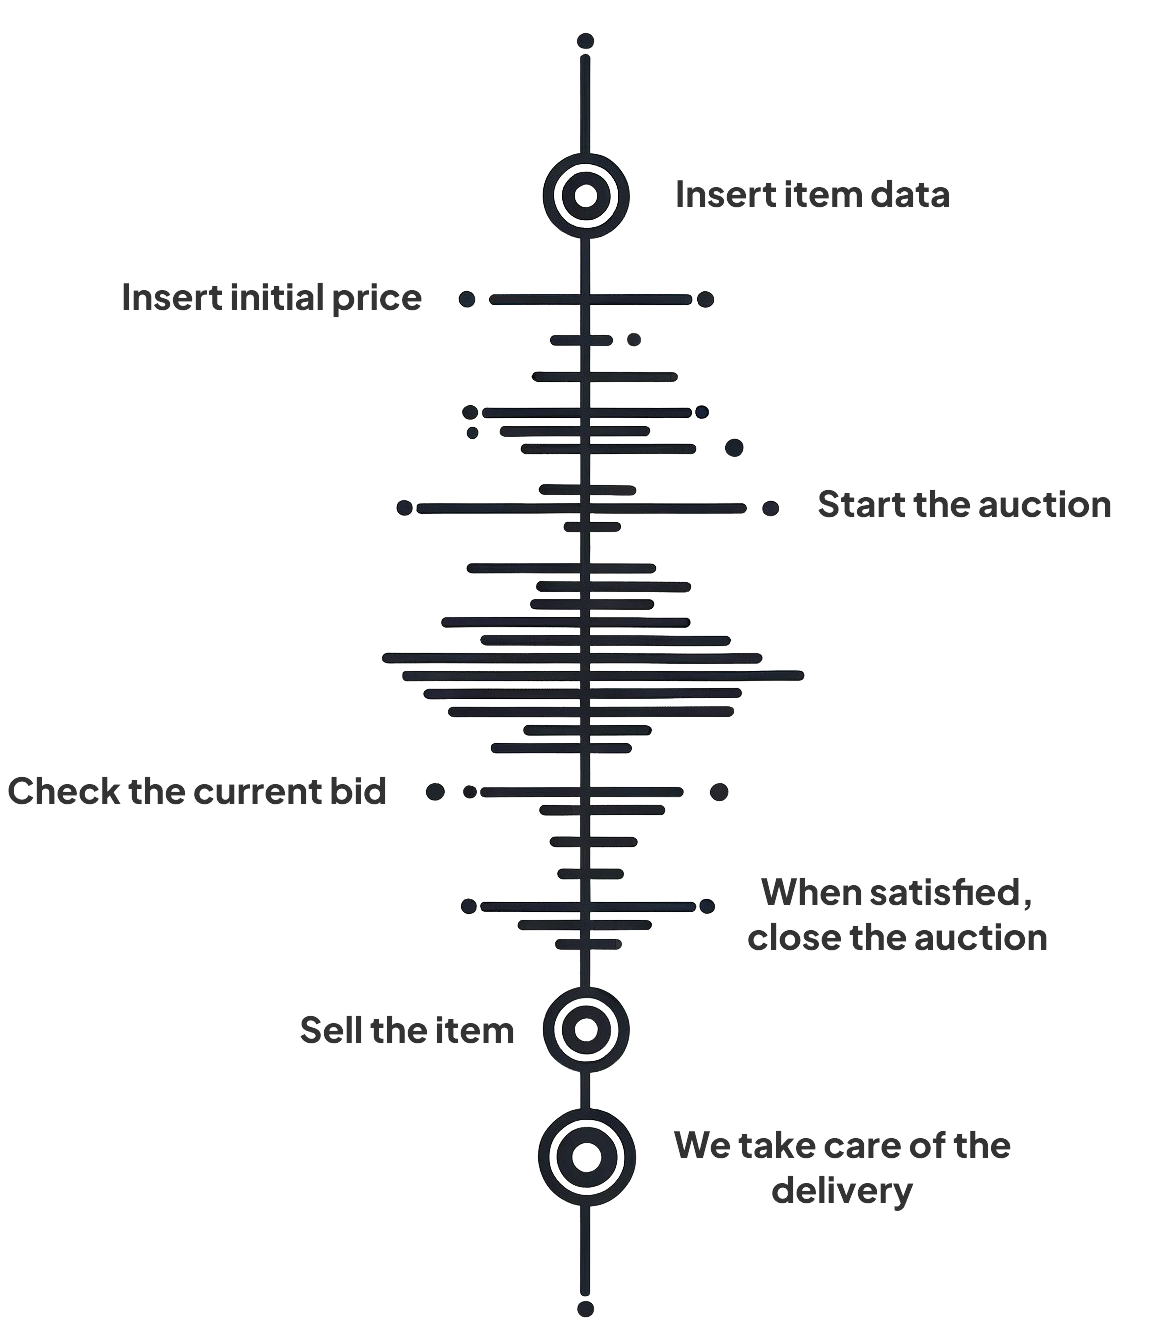 Insert item data
Insert initial price
Start the auction
Check the current bid
When satisfied,
close the auction
Sell the item
We take care of the
delivery